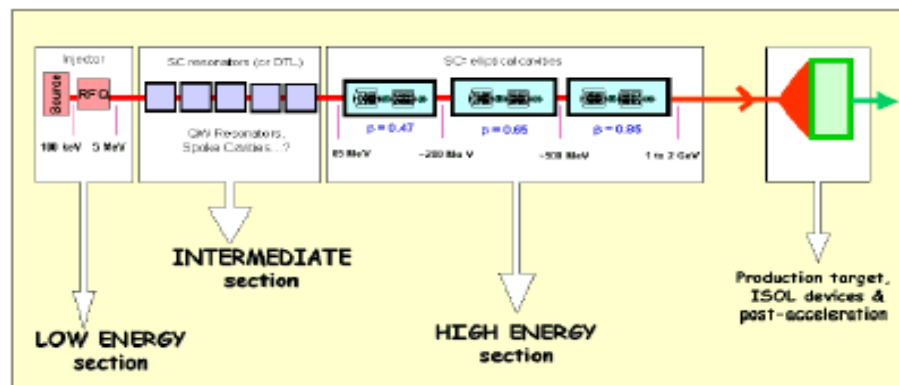 Injector
SC resonators (or DTL)
SC elliptical cavities
Source
RFQ
QW Resonators,
Spoke Cavities...?
β = 0.47
β = 0.65
β = 0.85
100 keV
5 MeV
85 MeV
~200 MeV
~500 MeV
1 to 2 GeV
INTERMEDIATE
section
Production target,
ISOL devices &
post-acceleration
LOW ENERGY
section
HIGH ENERGY
section